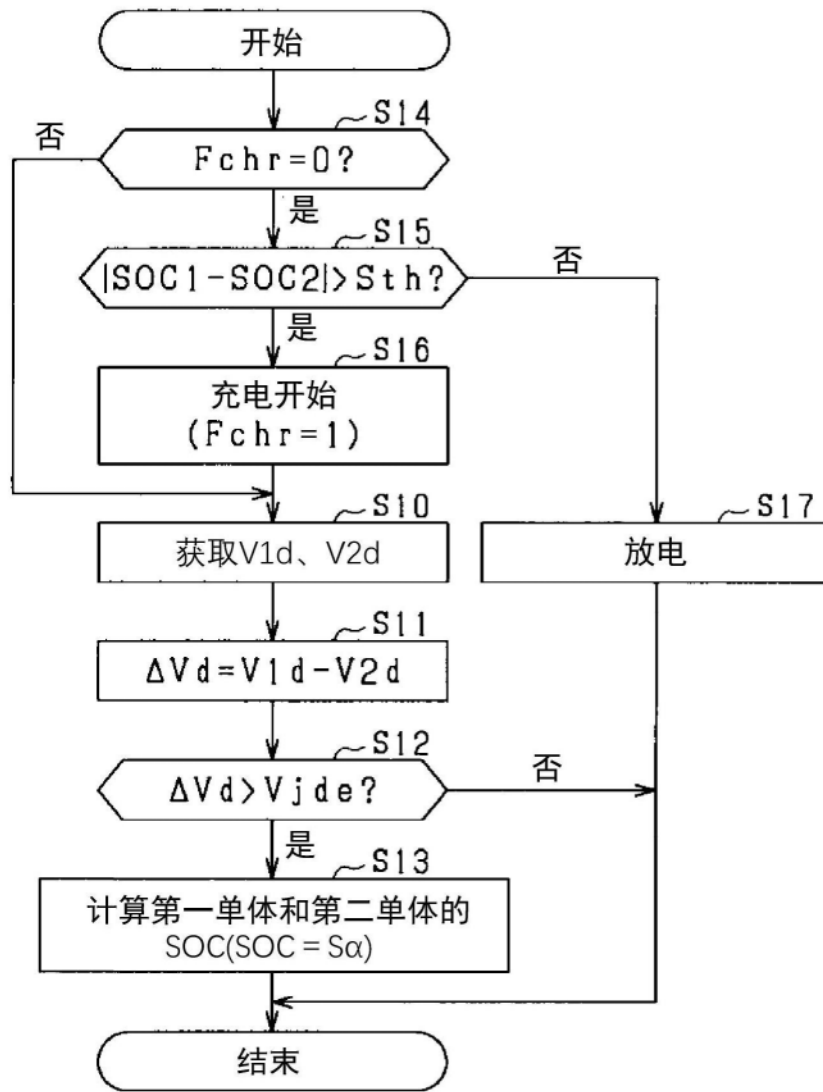 开始
S14
否
Fchr=0?
是
S15
|SOC1-SOC2|>Sth?
否
是
S16
充电开始
(Fchr=1)
S10
获取V1d、V2d
S17
放电
S11
ΔVd=V1d-V2d
S12
ΔVd>Vjde?
否
是
S13
计算第一单体和第二单体的
SOC(SOC = Sα)
结束